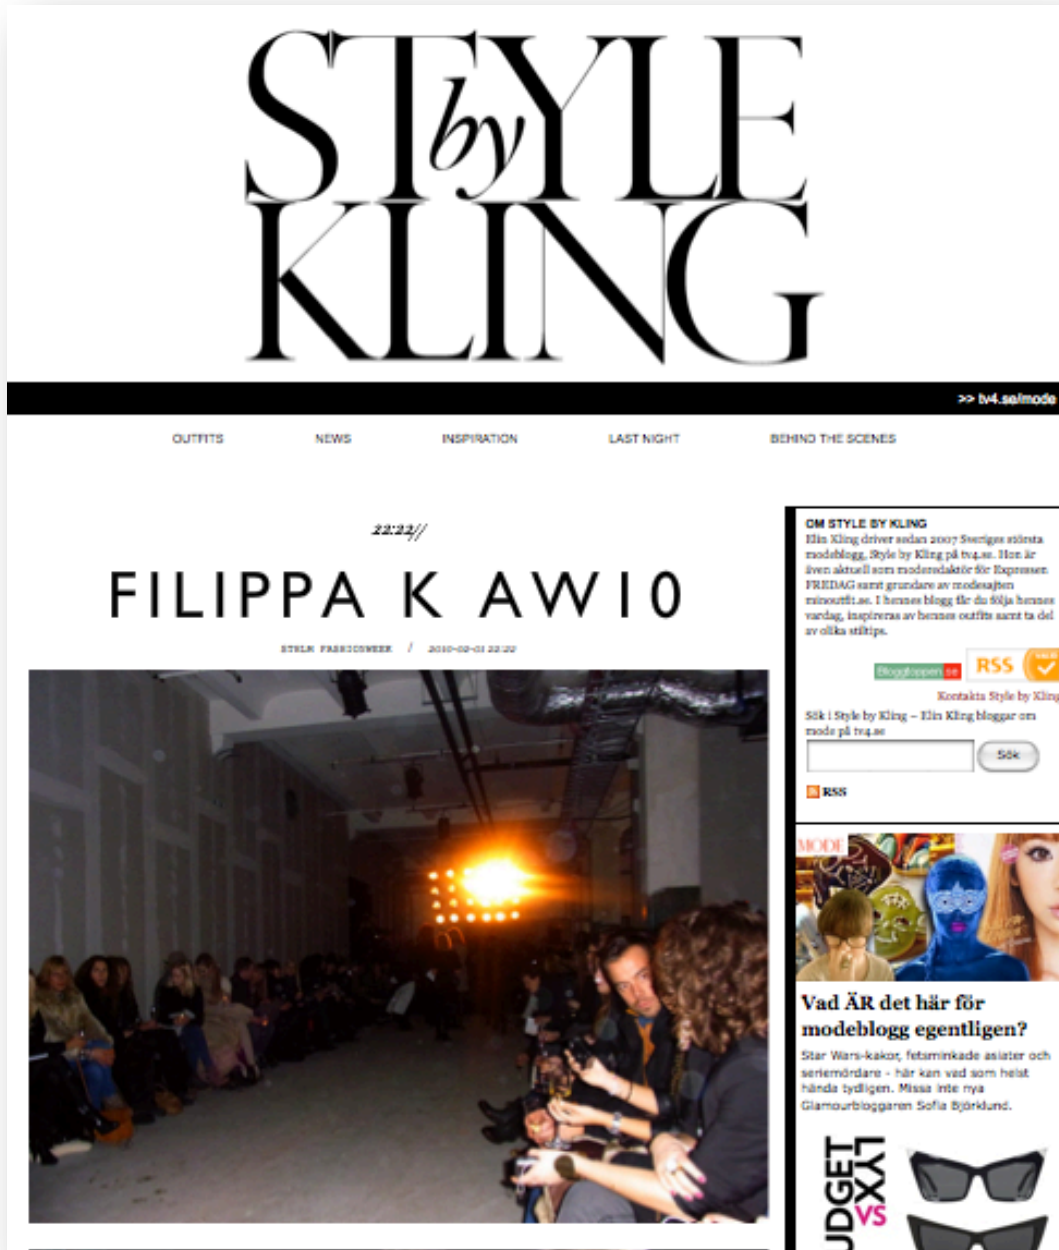 STYLE
by
KLING
>> tv4.se/mode
OUTFITS NEWS INSPIRATION LAST NIGHT BEHIND THE SCENES
22:22//
FILIPPA K AW10
STHLM FASHIONWEEK / 2010-02-01 22:22
OM STYLE BY KLING
Elin Kling driver sedan 2007 Sveriges största
modeblogg, Style by Kling på tv4.se. Hon är
även aktuell som moderedaktör för Expressen
FREDAG samt grundare av modesajten
minoutfit.se. I hennes blogg får du följa hennes
vardag, inspireras av hennes outfits samt ta del
av olika stiltips.
Bloggtoppen.se RSS VALID
Kontakta Style by Kling
Sök i Style by Kling – Elin Kling bloggar om
mode på tv4.se
Sök
RSS
MODE
Vad ÄR det här för
modeblogg egentligen?
Star Wars-kakor, fetsminkade asiater och
seriemördare - här kan vad som helst
hända tydligen. Missa inte nya
Glamourbloggaren Sofia Björklund.
UDGET
VS
LYX